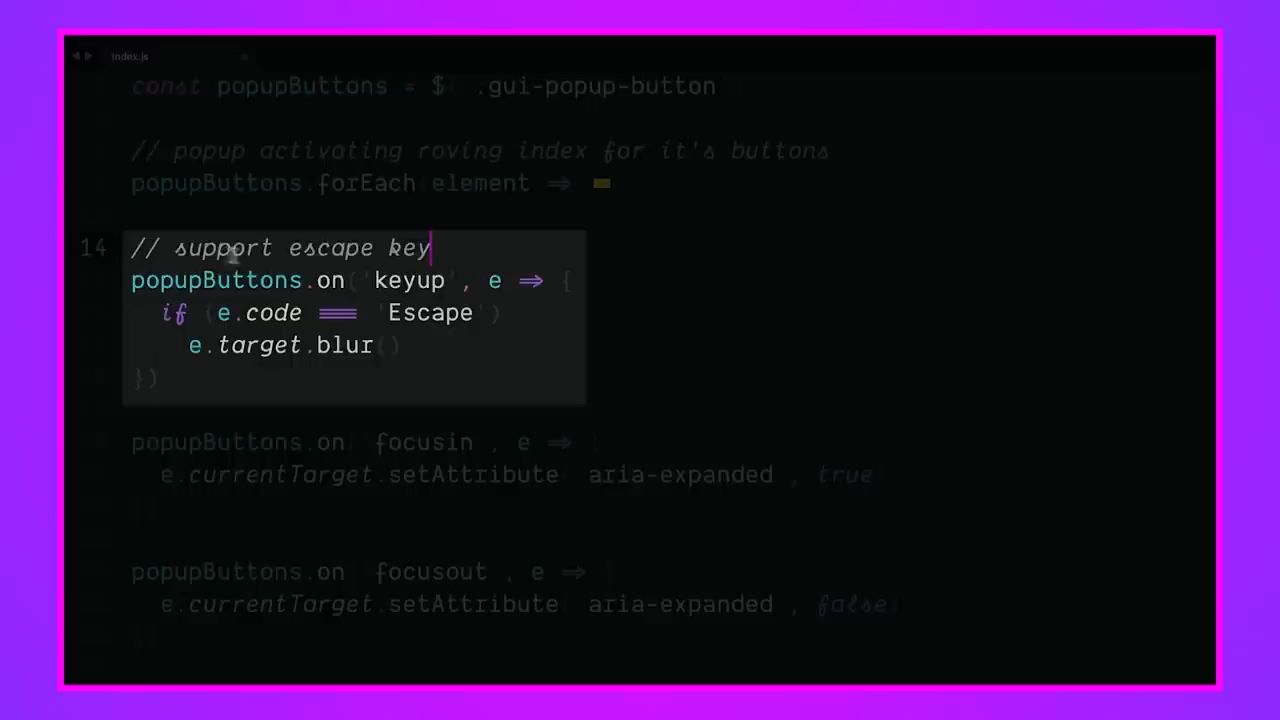 index.js
const popupButtons = $( .gui-popup-button )
// popup activating roving index for it's buttons
popupButtons.forEach(element =>
14 // support escape key
popupButtons.on('keyup', e => {
if (e.code === 'Escape')
e.target.blur()
})
popupButtons.on( focusin , e => {
e.currentTarget.setAttribute( aria-expanded , true)
})
popupButtons.on( focusout , e => {
e.currentTarget.setAttribute( aria-expanded , false)
})